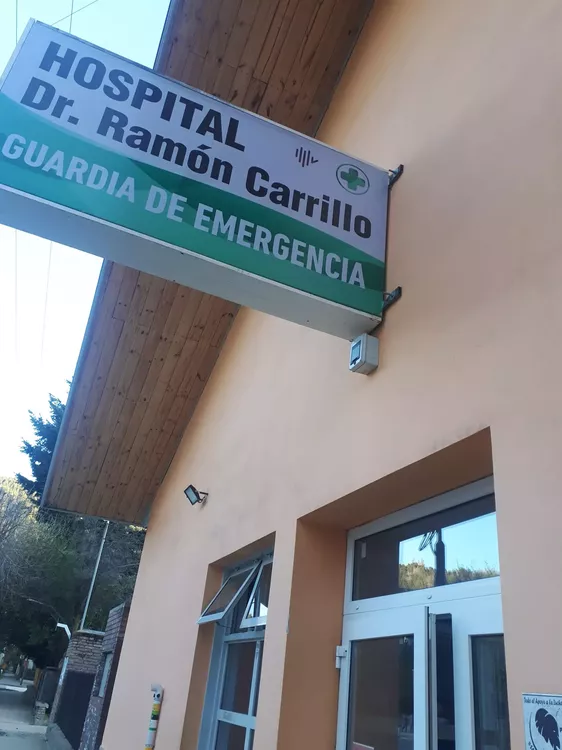 HOSPITAL
Dr. Ramón Carrillo
GUARDIA DE EMERGENCIA